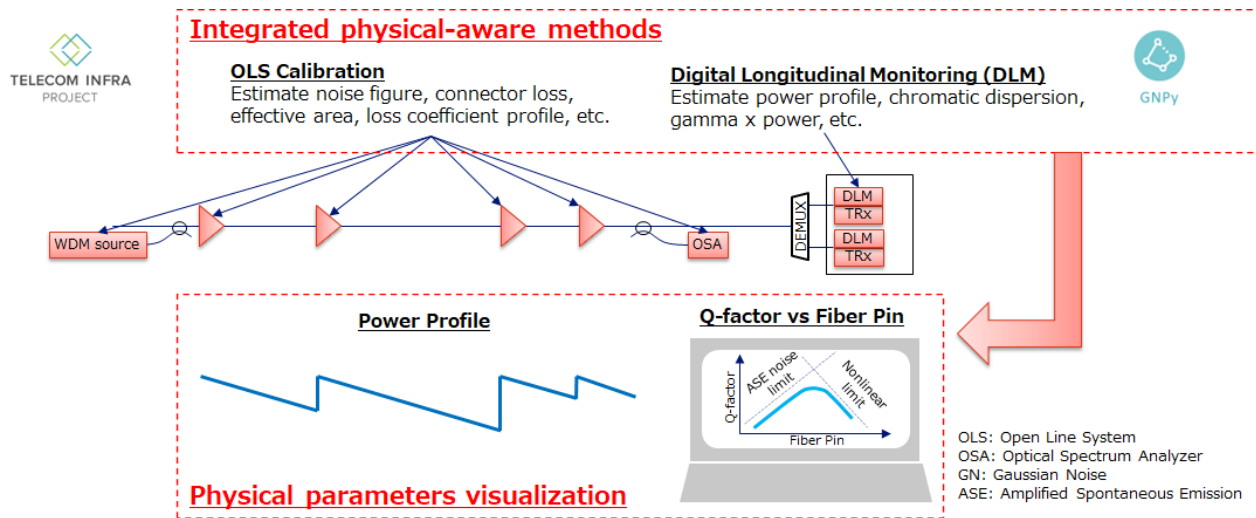 Integrated physical-aware methods
TELECOM INFRA
PROJECT
OLS Calibration
Estimate noise figure, connector loss,
effective area, loss coefficient profile, etc.
Digital Longitudinal Monitoring (DLM)
Estimate power profile, chromatic dispersion,
gamma x power, etc.
GNPy
WDM source
OSA
DEMUX
DLM
TRx
DLM
TRx
Power Profile
Q-factor vs Fiber Pin
Q-factor
ASE noise
limit
Nonlinear
limit
Fiber Pin
Physical parameters visualization
OLS: Open Line System
OSA: Optical Spectrum Analyzer
GN: Gaussian Noise
ASE: Amplified Spontaneous Emission